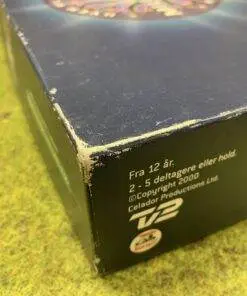 Fra 12 år.
2 - 5 deltagere eller hold.
©Copyright 2000
Celador Productions Ltd.
TV2